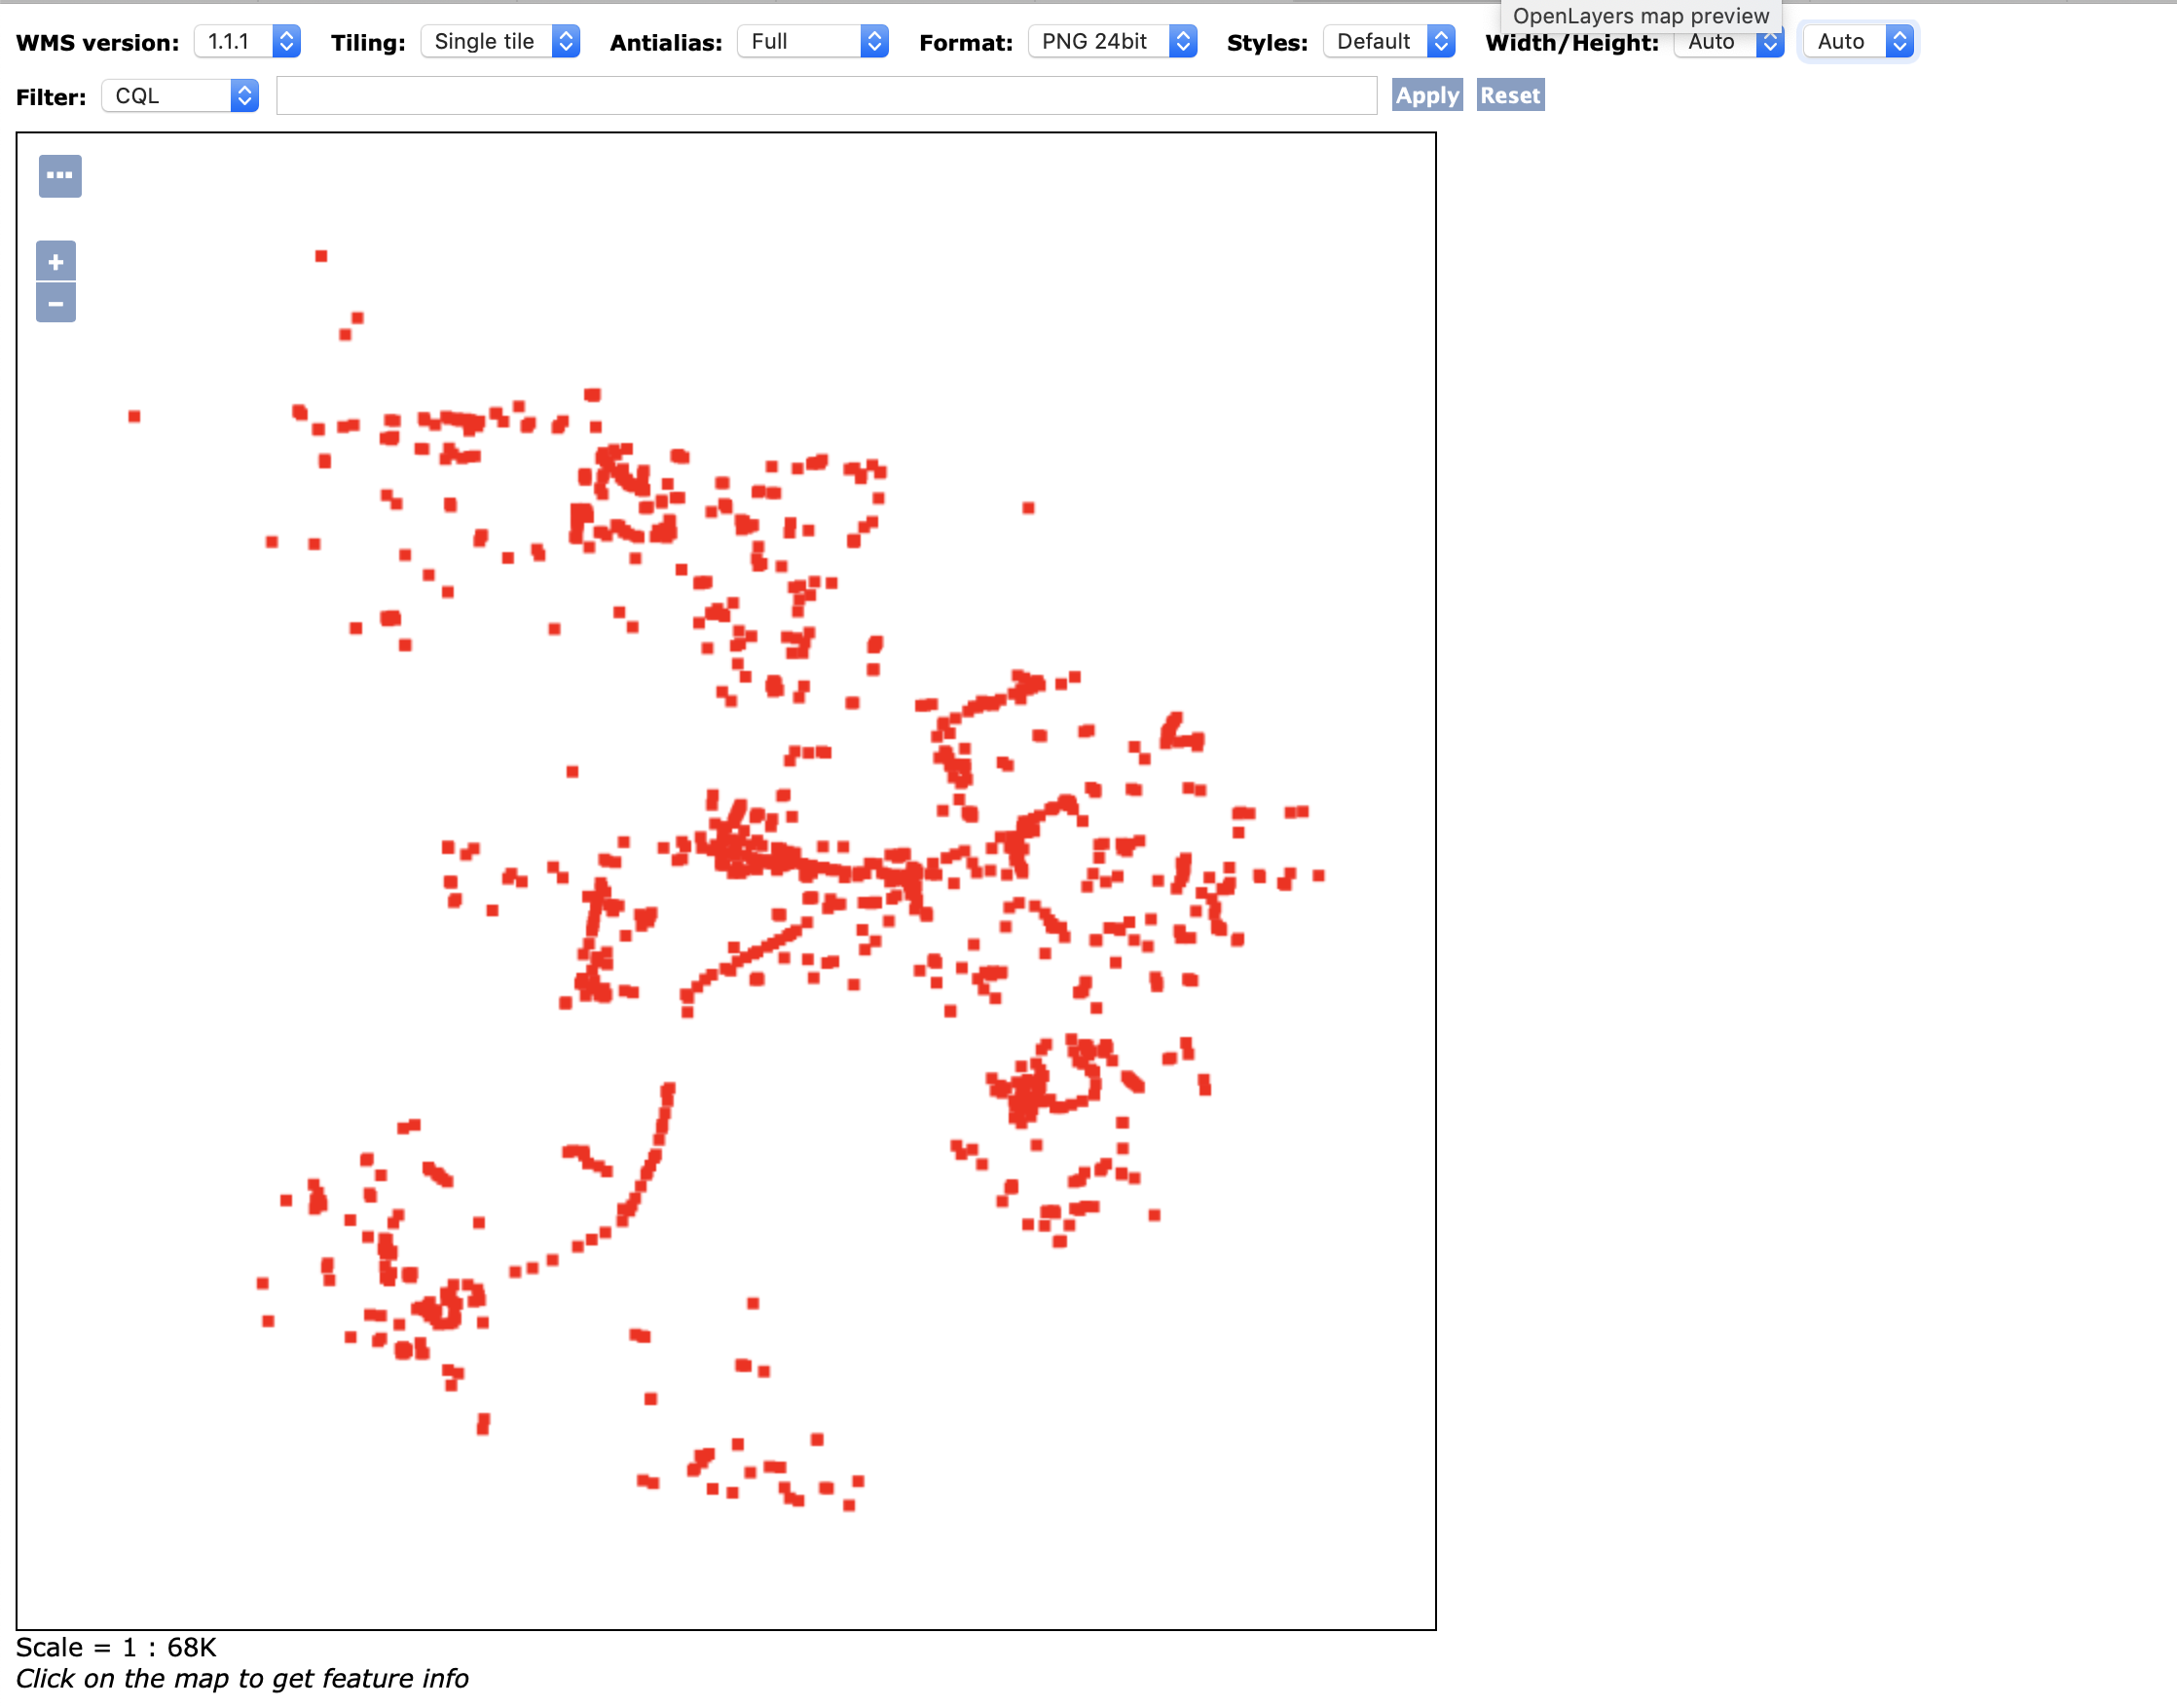 OpenLayers map preview
WMS version: 1.1.1 Tiling: Single tile Antialias: Full Format: PNG 24bit Styles: Default Width/Height: Auto Auto
Filter: CQL Apply Reset
...
+
−
Scale = 1 : 68K
Click on the map to get feature info